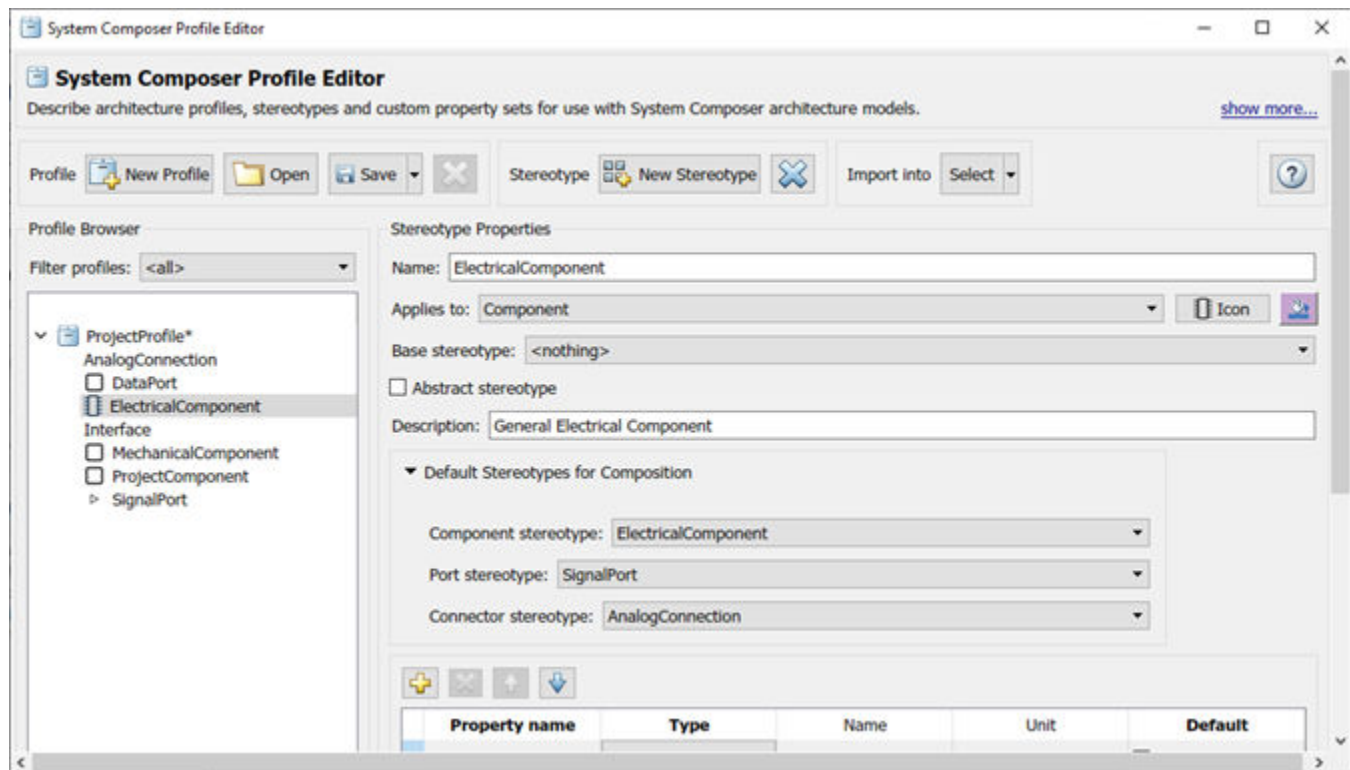 System Composer Profile Editor
System Composer Profile Editor
Describe architecture profiles, stereotypes and custom property sets for use with System Composer architecture models. show more...
Profile New Profile Open Save Stereotype New Stereotype Import into Select
Profile Browser
Filter profiles: <all>
ProjectProfile*
AnalogConnection
DataPort
ElectricalComponent
Interface
MechanicalComponent
ProjectComponent
SignalPort
Stereotype Properties
Name: ElectricalComponent
Applies to: Component Icon
Base stereotype: <nothing>
Abstract stereotype
Description: General Electrical Component
Default Stereotypes for Composition
Component stereotype: ElectricalComponent
Port stereotype: SignalPort
Connector stereotype: AnalogConnection
Property name Type Name Unit Default